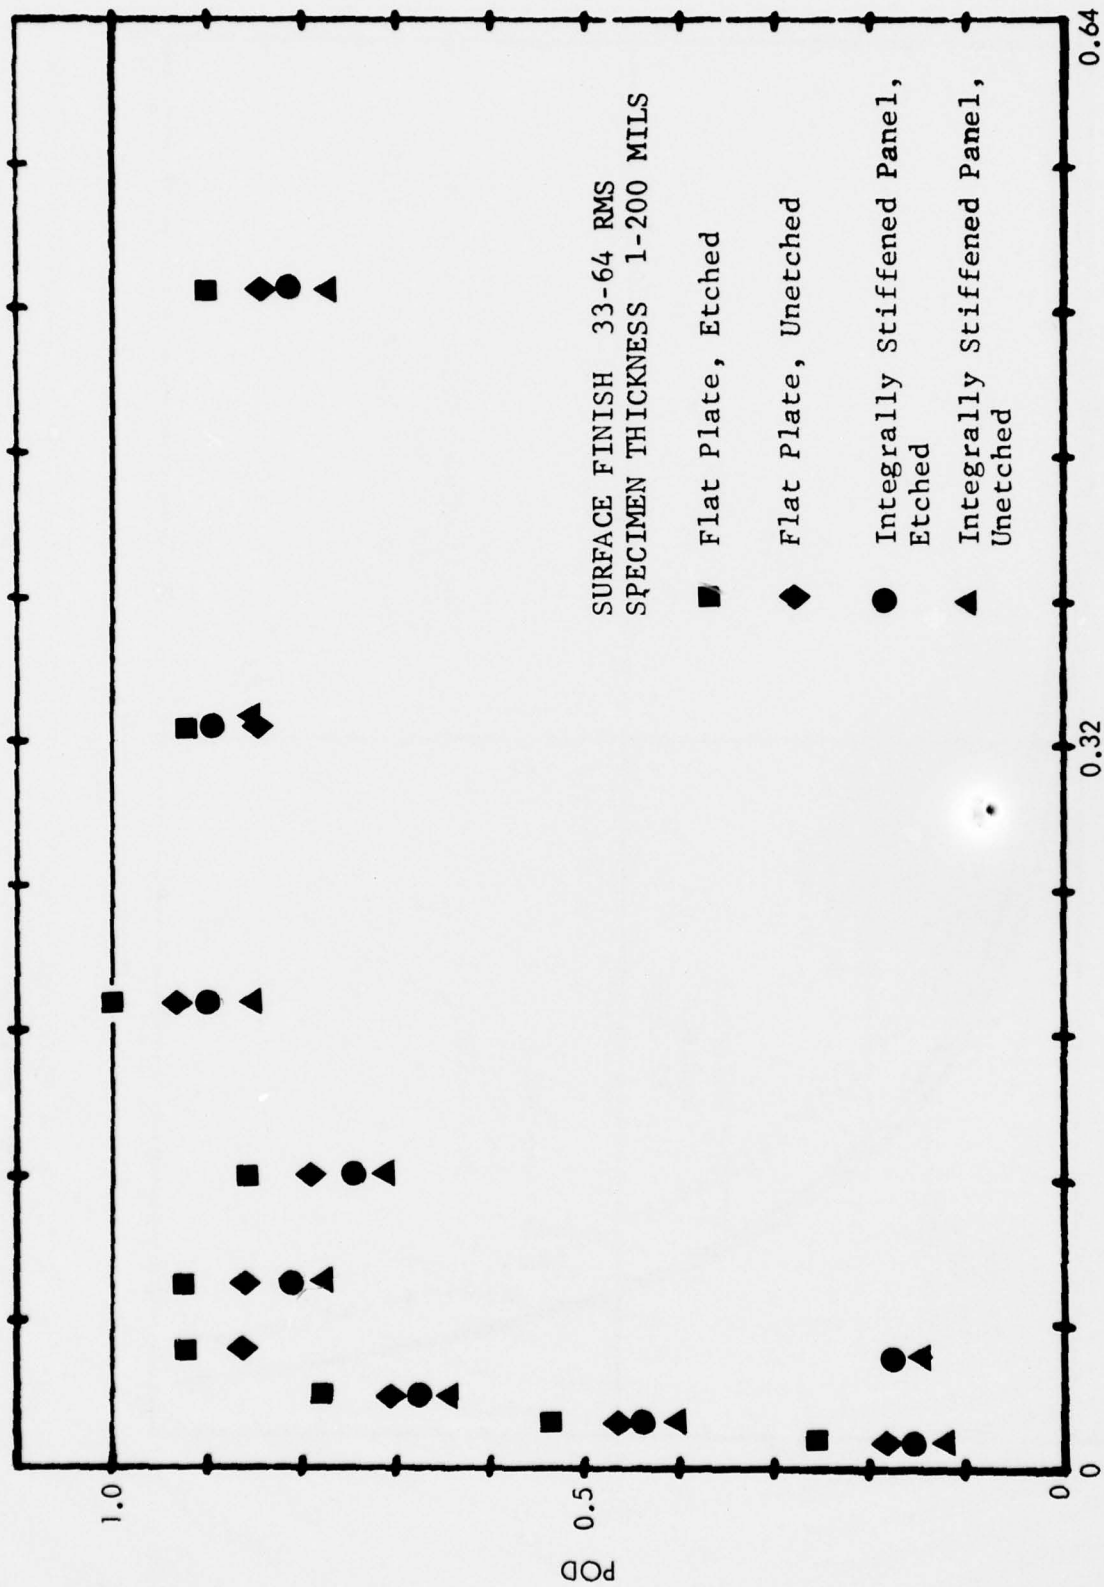 POD
1.0
0.5
0
SURFACE FINISH 33-64 RMS
SPECIMEN THICKNESS 1-200 MILS
Flat Plate, Etched
Flat Plate, Unetched
Integrally Stiffened Panel,
Etched
Integrally Stiffened Panel,
Unetched
0
0.32
0.64